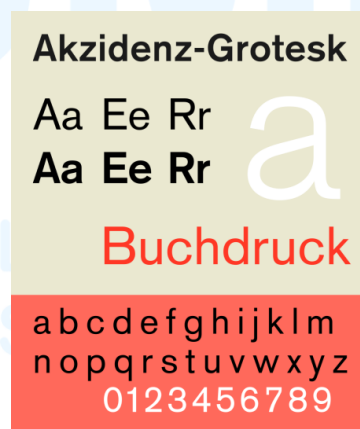 Akzidenz-Grotesk
Aa Ee Rr
Aa Ee Rr
a
Buchdruck
abcdefghijklm
nopqrstuvwxyz
0123456789